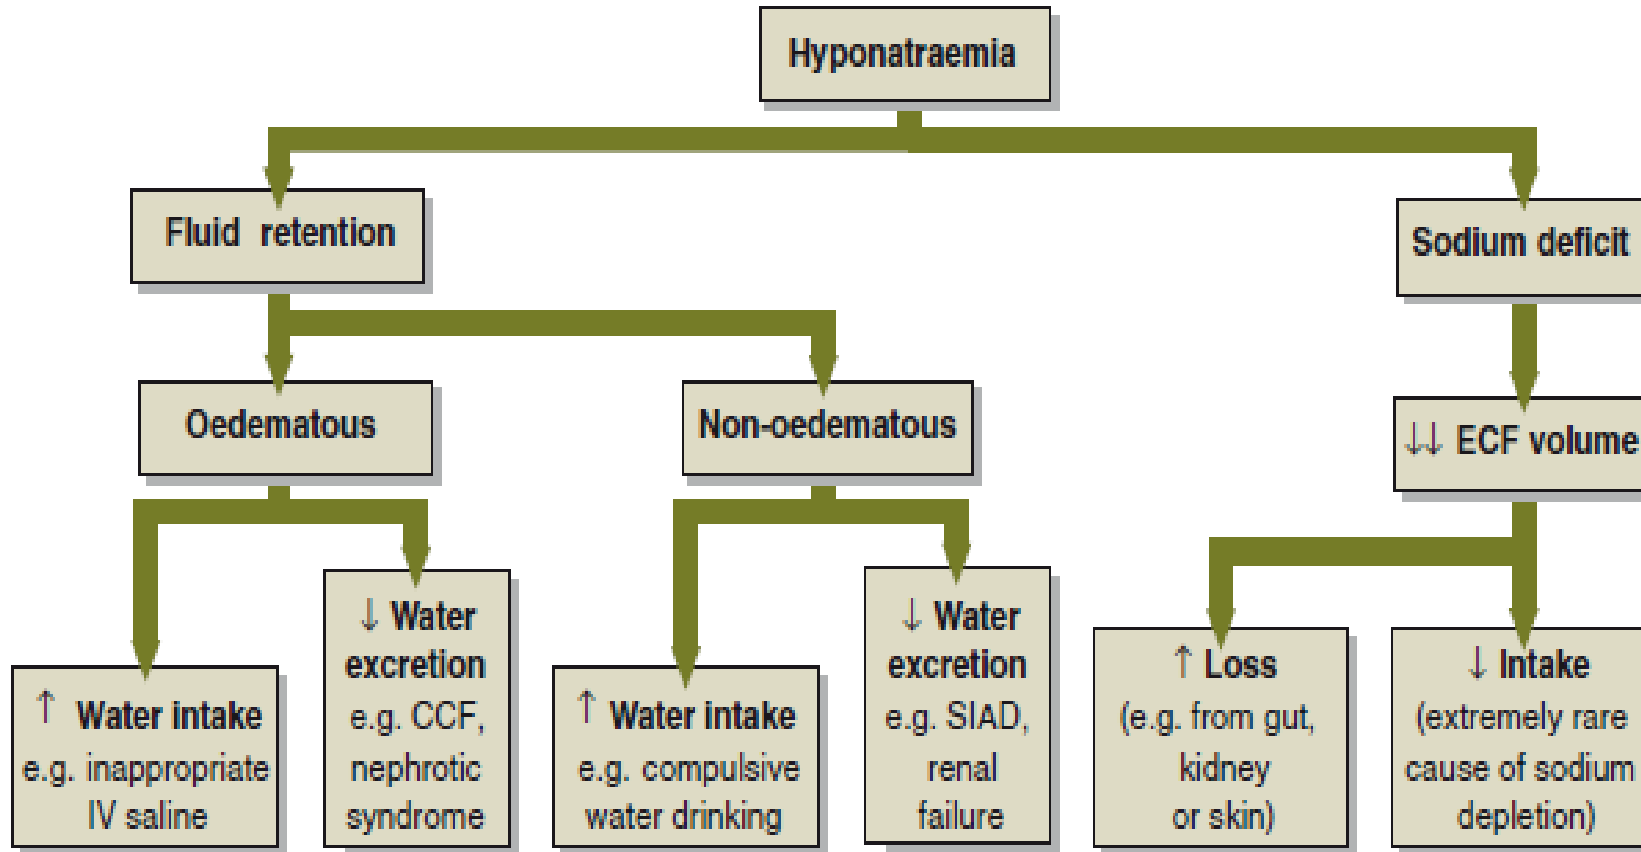 Hyponatraemia
Fluid retention
Sodium deficit
Oedematous
Non-oedematous
↓↓ ECF volume
↑ Water intake
e.g. inappropriate
IV saline
↓ Water
excretion
e.g. CCF,
nephrotic
syndrome
↑ Water intake
e.g. compulsive
water drinking
↓ Water
excretion
e.g. SIAD,
renal
failure
↑ Loss
(e.g. from gut,
kidney
or skin)
↓ Intake
(extremely rare
cause of sodium
depletion)